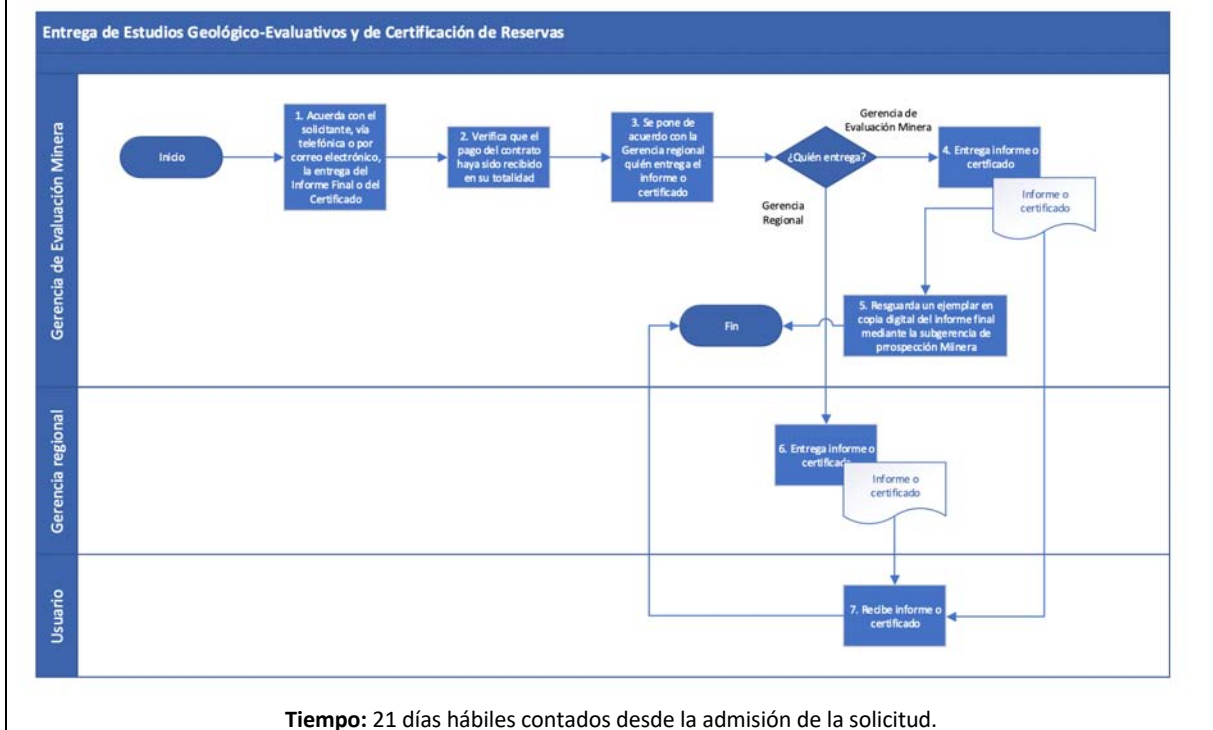 Entrega de Estudios Geológico-Evaluativos y de Certificación de Reservas
Gerencia de Evaluación Minera
Inicio
1. Acuerda con el
solicitante, vía
telefónica o por
correo electrónico,
la entrega del
Informe Final o del
Certificado
2. Verifica que el
pago del contrato
haya sido recibido
en su totalidad
3. Se pone de
acuerdo con la
Gerencia regional
quién entrega el
informe o
certificado
¿Quién entrega?
Gerencia de
Evaluación Minera
Gerencia
Regional
4. Entrega informe o
certficado
Informe o
certificado
5. Resguarda un ejemplar en
copia digital del informe final
mediante la subgerencia de
prrospección Miinera
Fin
Gerencia regional
6. Entrega informe o
certificado
Informe o
certificado
Usuario
7. Recibe informe o
certificado
Tiempo: 21 días hábiles contados desde la admisión de la solicitud.